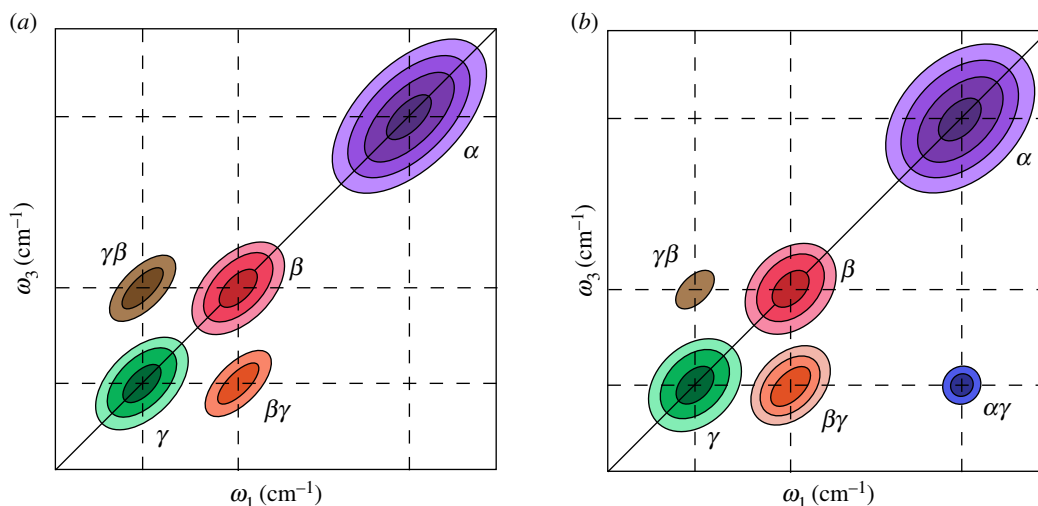 (a)
α
γβ
β
βγ
γ
ω3 (cm–1)
ω1 (cm–1)
(b)
α
γβ
β
βγ
αγ
γ
ω3 (cm–1)
ω1 (cm–1)